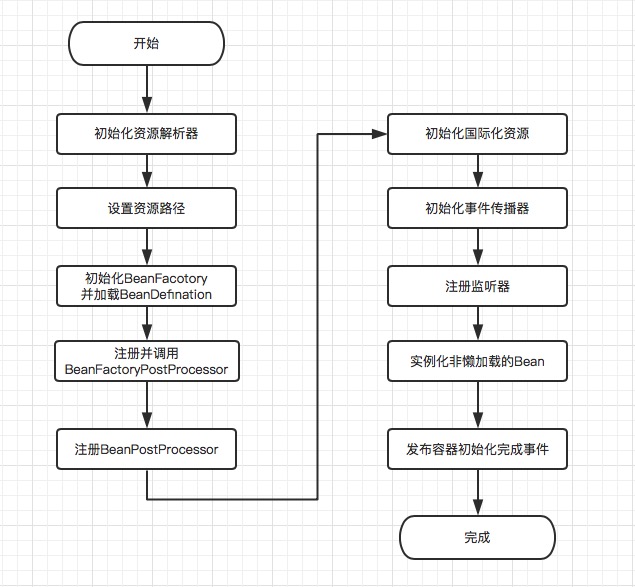 开始
初始化资源解析器
设置资源路径
初始化BeanFacotory
并加载BeanDefination
注册并调用
BeanFactoryPostProcessor
注册BeanPostProcessor
初始化国际化资源
初始化事件传播器
注册监听器
实例化非懒加载的Bean
发布容器初始化完成事件
完成